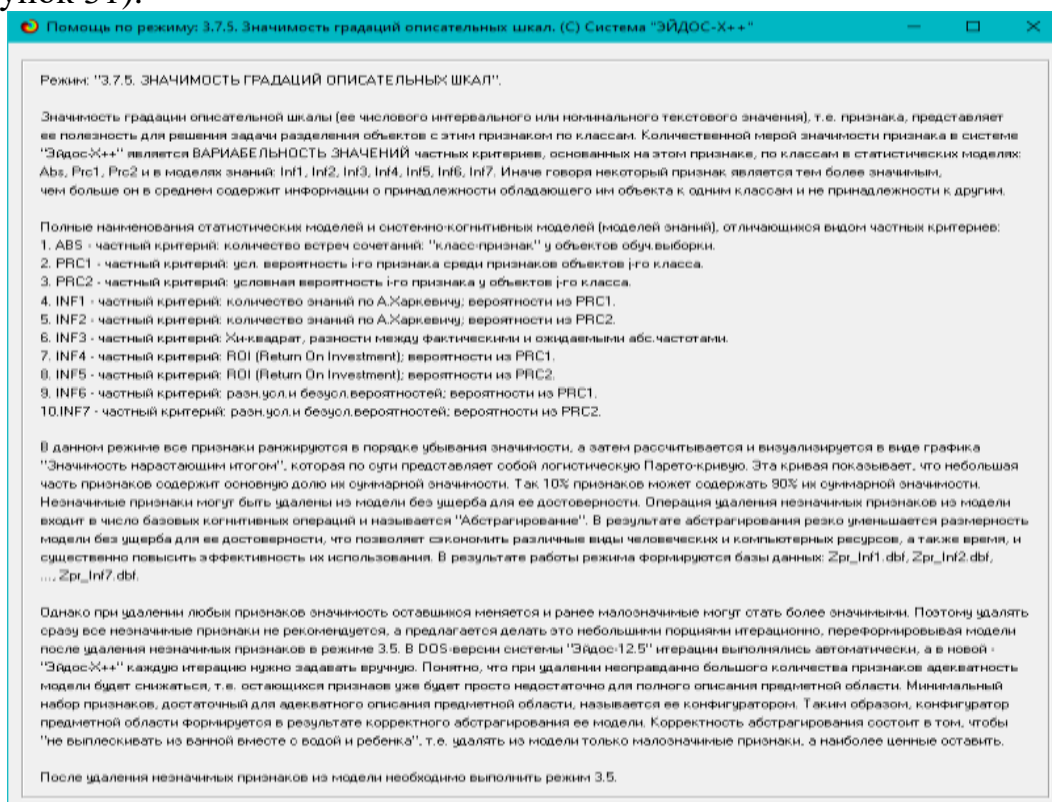 унок 51).
Помощь по режиму: 3.7.5. Значимость градаций описательных шкал. (C) Система "ЭЙДОС-X++"
Режим: "3.7.5. ЗНАЧИМОСТЬ ГРАДАЦИЙ ОПИСАТЕЛЬНЫХ ШКАЛ".
Значимость градации описательной шкалы (ее числового интервального или номинального текстового значения), т.е. признака, представляет
ее полезность для решения задачи разделения объектов с этим признаком по классам. Количественной мерой значимости признака в системе
"Эйдос-X++" является ВАРИАБЕЛЬНОСТЬ ЗНАЧЕНИЙ частных критериев, основанных на этом признаке, по классам в статистических моделях:
Abs, Prc1, Prc2 и в моделях знаний: Inf1, Inf2, Inf3, Inf4, Inf5, Inf6, Inf7. Иначе говоря некоторый признак является тем более значимым,
чем больше он в среднем содержит информации о принадлежности обладающего им объекта к одним классам и не принадлежности к другим.
Полные наименования статистических моделей и системно-когнитивных моделей (моделей знаний), отличающихся видом частных критериев:
1. ABS - частный критерий: количество встреч сочетаний: "класс-признак" у объектов обуч.выборки.
2. PRC1 - частный критерий: усл. вероятность i-го признака среди признаков объектов j-го класса.
3. PRC2 - частный критерий: условная вероятность i-го признака у объектов j-го класса.
4. INF1 - частный критерий: количество знаний по А.Харкевичу; вероятности из PRC1.
5. INF2 - частный критерий: количество знаний по А.Харкевичу; вероятности из PRC2.
6. INF3 - частный критерий: Хи-квадрат, разности между фактическими и ожидаемыми абс.частотами.
7. INF4 - частный критерий: ROI (Return On Investment); вероятности из PRC1.
8. INF5 - частный критерий: ROI (Return On Investment); вероятности из PRC2.
9. INF6 - частный критерий: разн.усл.и безусл.вероятностей; вероятности из PRC1.
10.INF7 - частный критерий: разн.усл.и безусл.вероятностей; вероятности из PRC2.
В данном режиме все признаки ранжируются в порядке убывания значимости, а затем рассчитывается и визуализируется в виде графика
"Значимость нарастающим итогом", которая по сути представляет собой логистическую Парето-кривую. Эта кривая показывает, что небольшая
часть признаков содержит основную долю их суммарной значимости. Так 10% признаков может содержать 90% их суммарной значимости.
Незначимые признаки могут быть удалены из модели без ущерба для ее достоверности. Операция удаления незначимых признаков из модели
входит в число базовых когнитивных операций и называется "Абстрагирование". В результате абстрагирования резко уменьшается размерность
модели без ущерба для ее достоверности, что позволяет сэкономить различные виды человеческих и компьютерных ресурсов, а также время, и
существенно повысить эффективность их использования. В результате работы режима формируются базы данных: Zpr_Inf1.dbf, Zpr_Inf2.dbf,
..., Zpr_Inf7.dbf.
Однако при удалении любых признаков значимость оставшихся меняется и ранее малозначимые могут стать более значимыми. Поэтому удалять
сразу все незначимые признаки не рекомендуется, а предлагается делать это небольшими порциями итерационно, переформировывая модели
после удаления незначимых признаков в режиме 3.5. В DOS-версии системы "Эйдос-12.5" итерации выполнялись автоматически, а в новой -
"Эйдос-X++" каждую итерацию нужно задавать вручную. Понятно, что при удалении неоправданно большого количества признаков адекватность
модели будет снижаться, т.е. остающихся признаов уже будет просто недостаточно для полного описания предметной области. Минимальный
набор признаков, достаточный для адекватного описания предметной области, называется ее конфигуратором. Таким образом, конфигуратор
предметной области формируется в результате корректного абстрагирования ее модели. Корректность абстрагирования состоит в том, чтобы
"не выплескивать из ванной вместе с водой и ребенка", т.е. удалять из модели только малозначимые признаки, а наиболее ценные оставить.
После удаления незначимых признаков из модели необходимо выполнить режим 3.5.